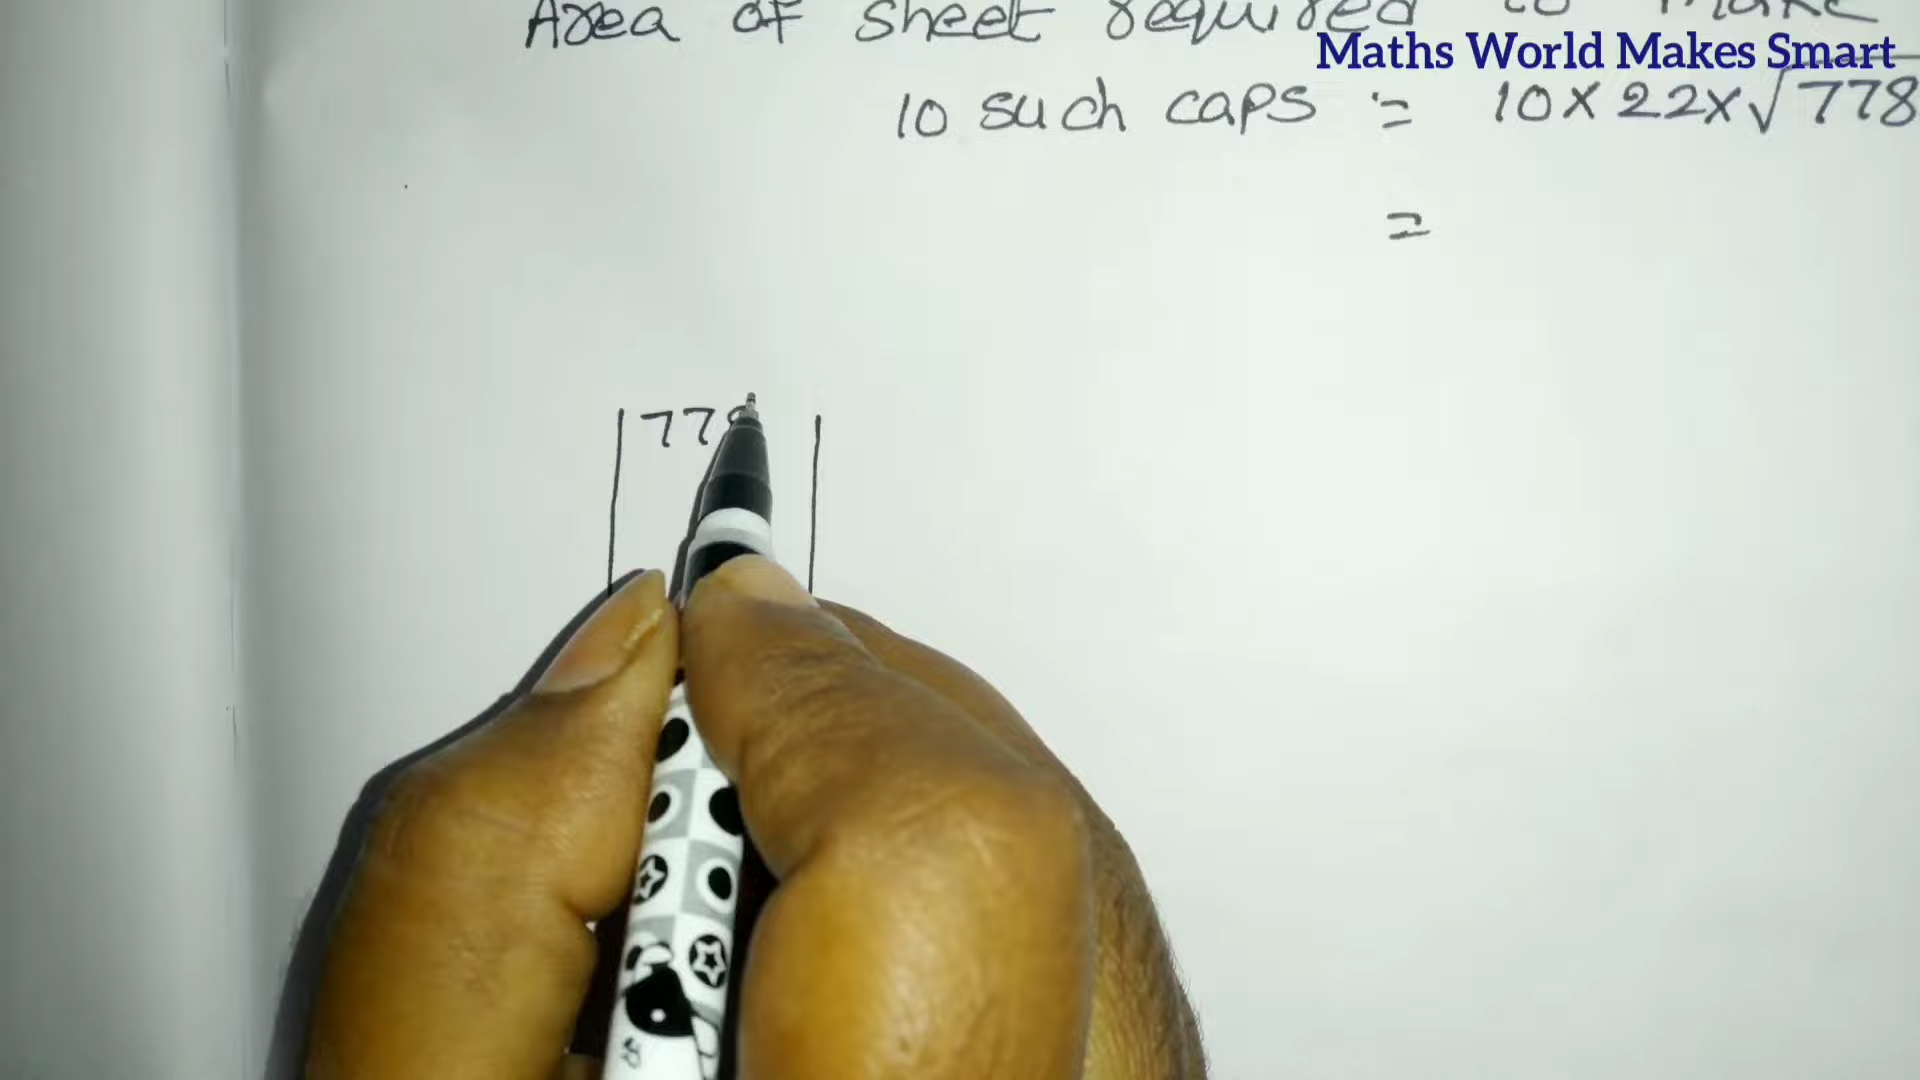 Area of sheet required to make
Maths World Makes Smart
10 such caps = 10 x 22 x √778
=
778